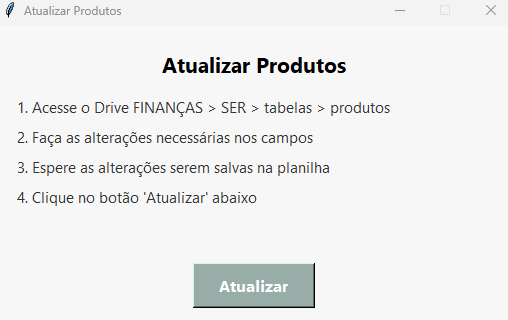 Atualizar Produtos
Atualizar Produtos
1. Acesse o Drive FINANÇAS > SER > tabelas > produtos
2. Faça as alterações necessárias nos campos
3. Espere as alterações serem salvas na planilha
4. Clique no botão 'Atualizar' abaixo
Atualizar